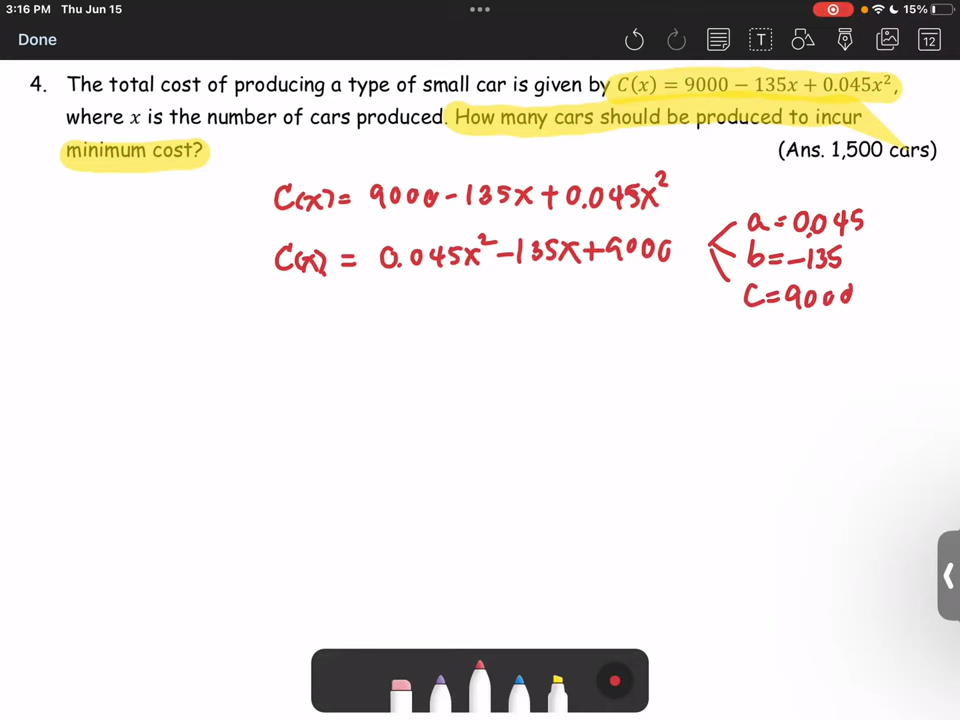 3:16 PM Thu Jun 15
15%
Done
T
12
4. The total cost of producing a type of small car is given by C(x) = 9000 − 135x + 0.045x²,
where x is the number of cars produced. How many cars should be produced to incur
minimum cost?
(Ans. 1,500 cars)
C(x) = 9000 - 135x + 0.045x²
C(x) = 0.045x² - 135x + 9000
a = 0.045
b = -135
C = 9000